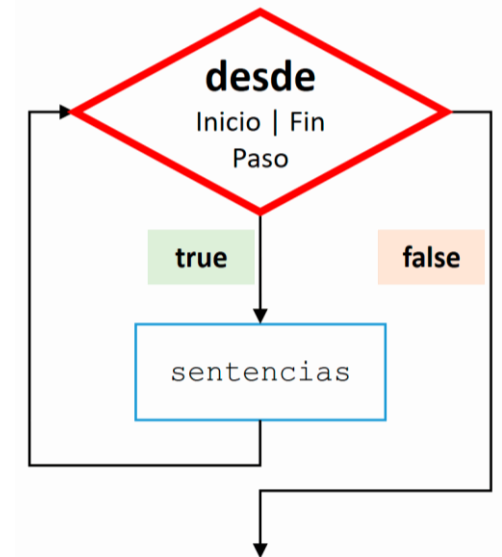 desde
Inicio | Fin
Paso
true
false
sentencias